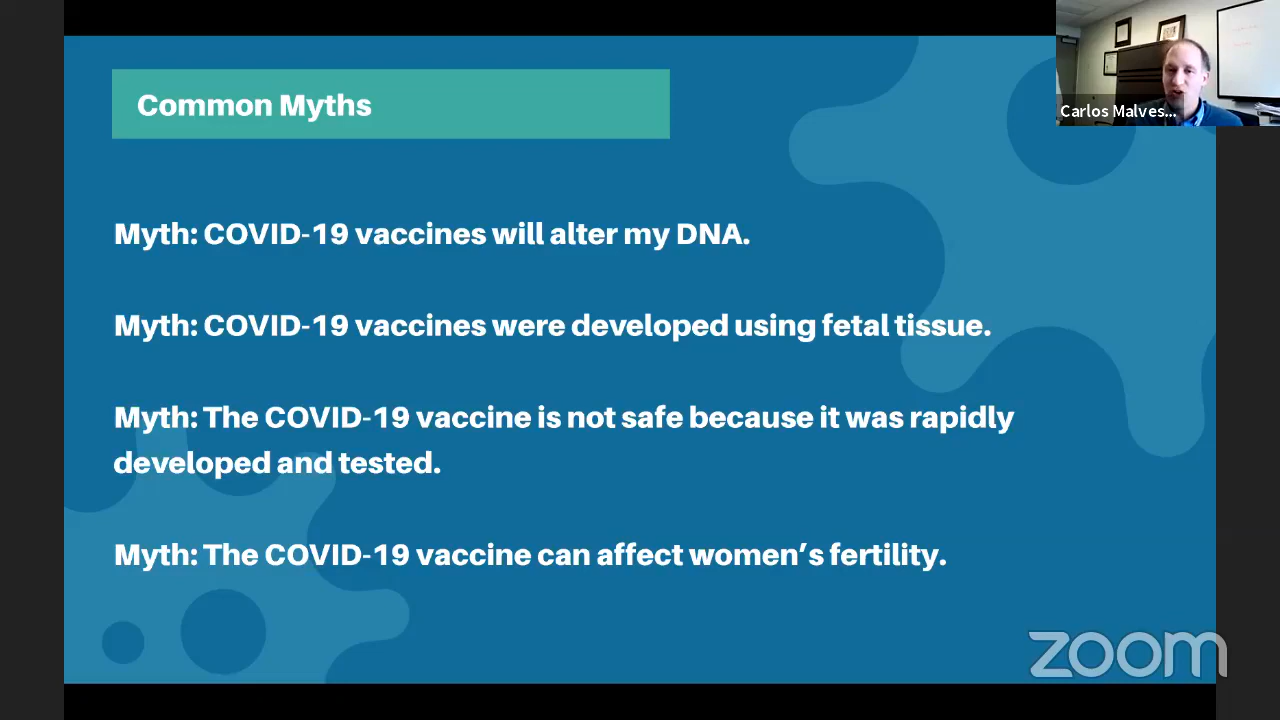 Common Myths
Carlos Malves...
Myth: COVID-19 vaccines will alter my DNA.
Myth: COVID-19 vaccines were developed using fetal tissue.
Myth: The COVID-19 vaccine is not safe because it was rapidly
developed and tested.
Myth: The COVID-19 vaccine can affect women’s fertility.
zoom